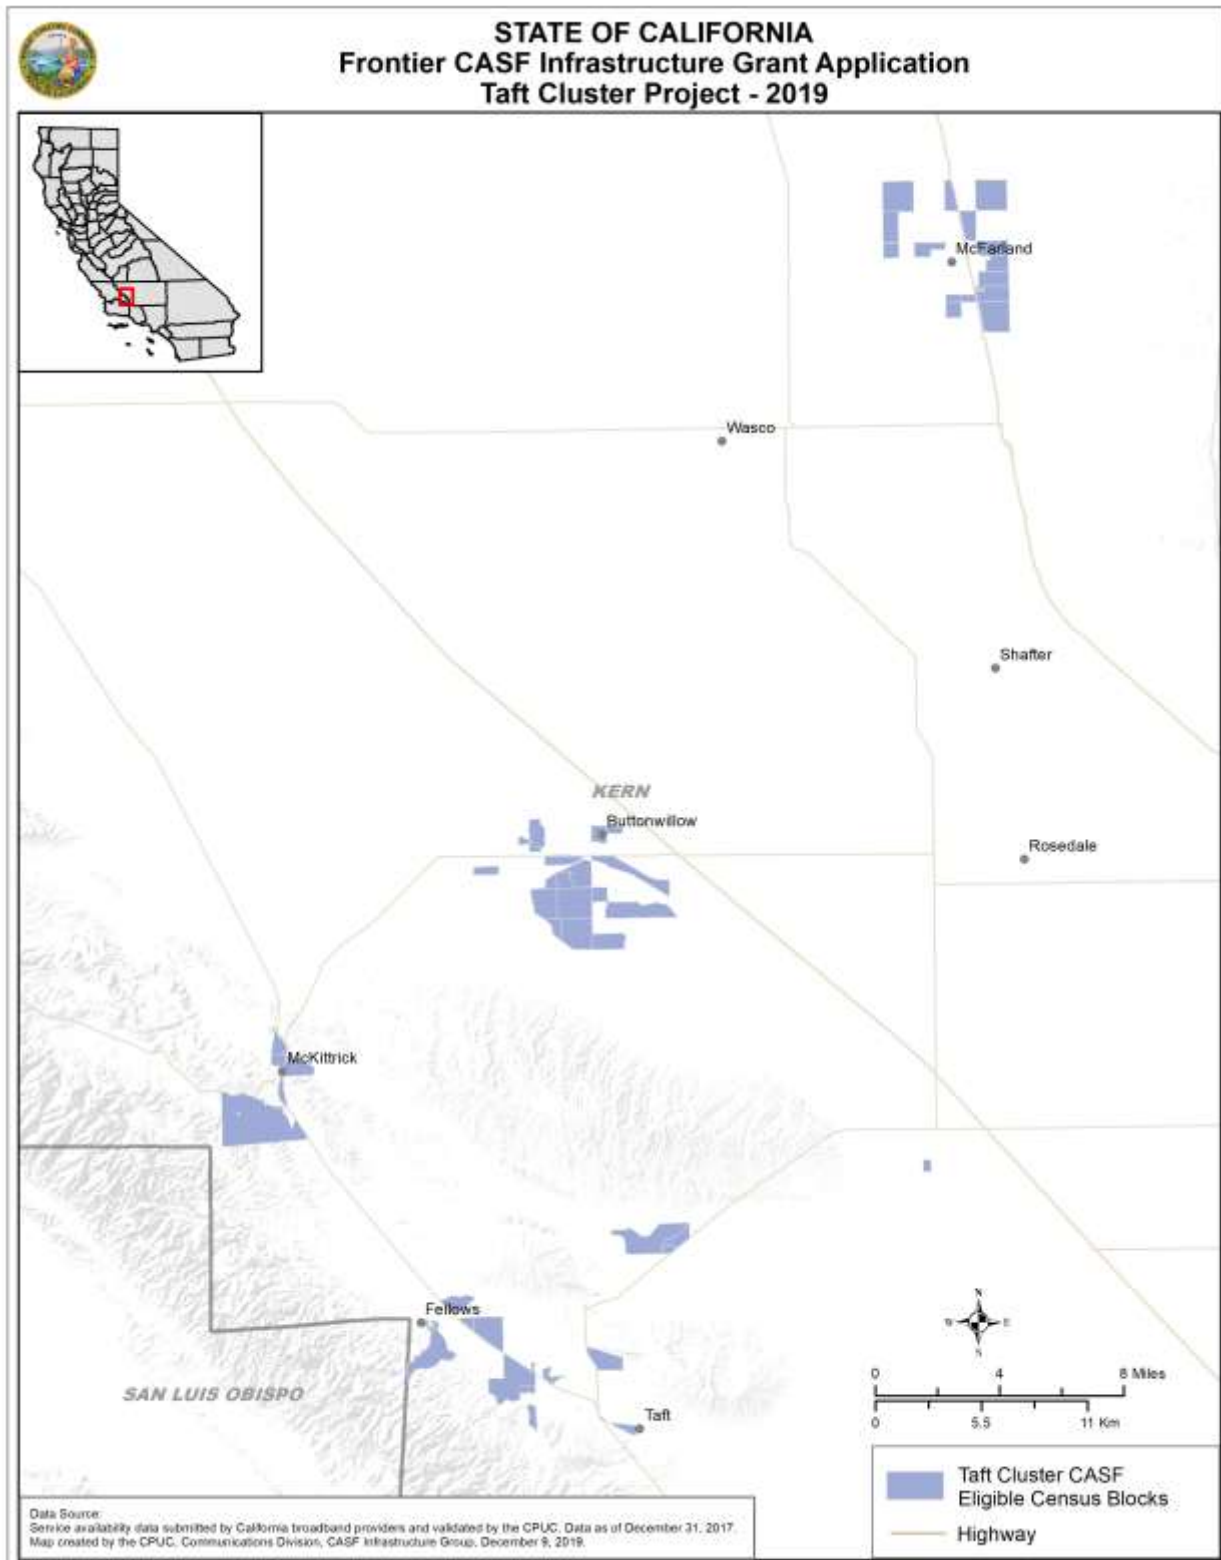 STATE OF CALIFORNIA
Frontier CASF Infrastructure Grant Application
Taft Cluster Project - 2019
McFarland
Wasco
Shafter
KERN
Buttonwillow
Rosedale
McKittrick
Fellows
SAN LUIS OBISPO
Taft
N
W E
S
0 4 8 Miles
0 5.5 11 Km
Taft Cluster CASF
Eligible Census Blocks
Highway
Data Source:
Service availability data submitted by California broadband providers and validated by the CPUC. Data as of December 31, 2017.
Map created by the CPUC, Communications Division, CASF Infrastructure Group, December 9, 2019.